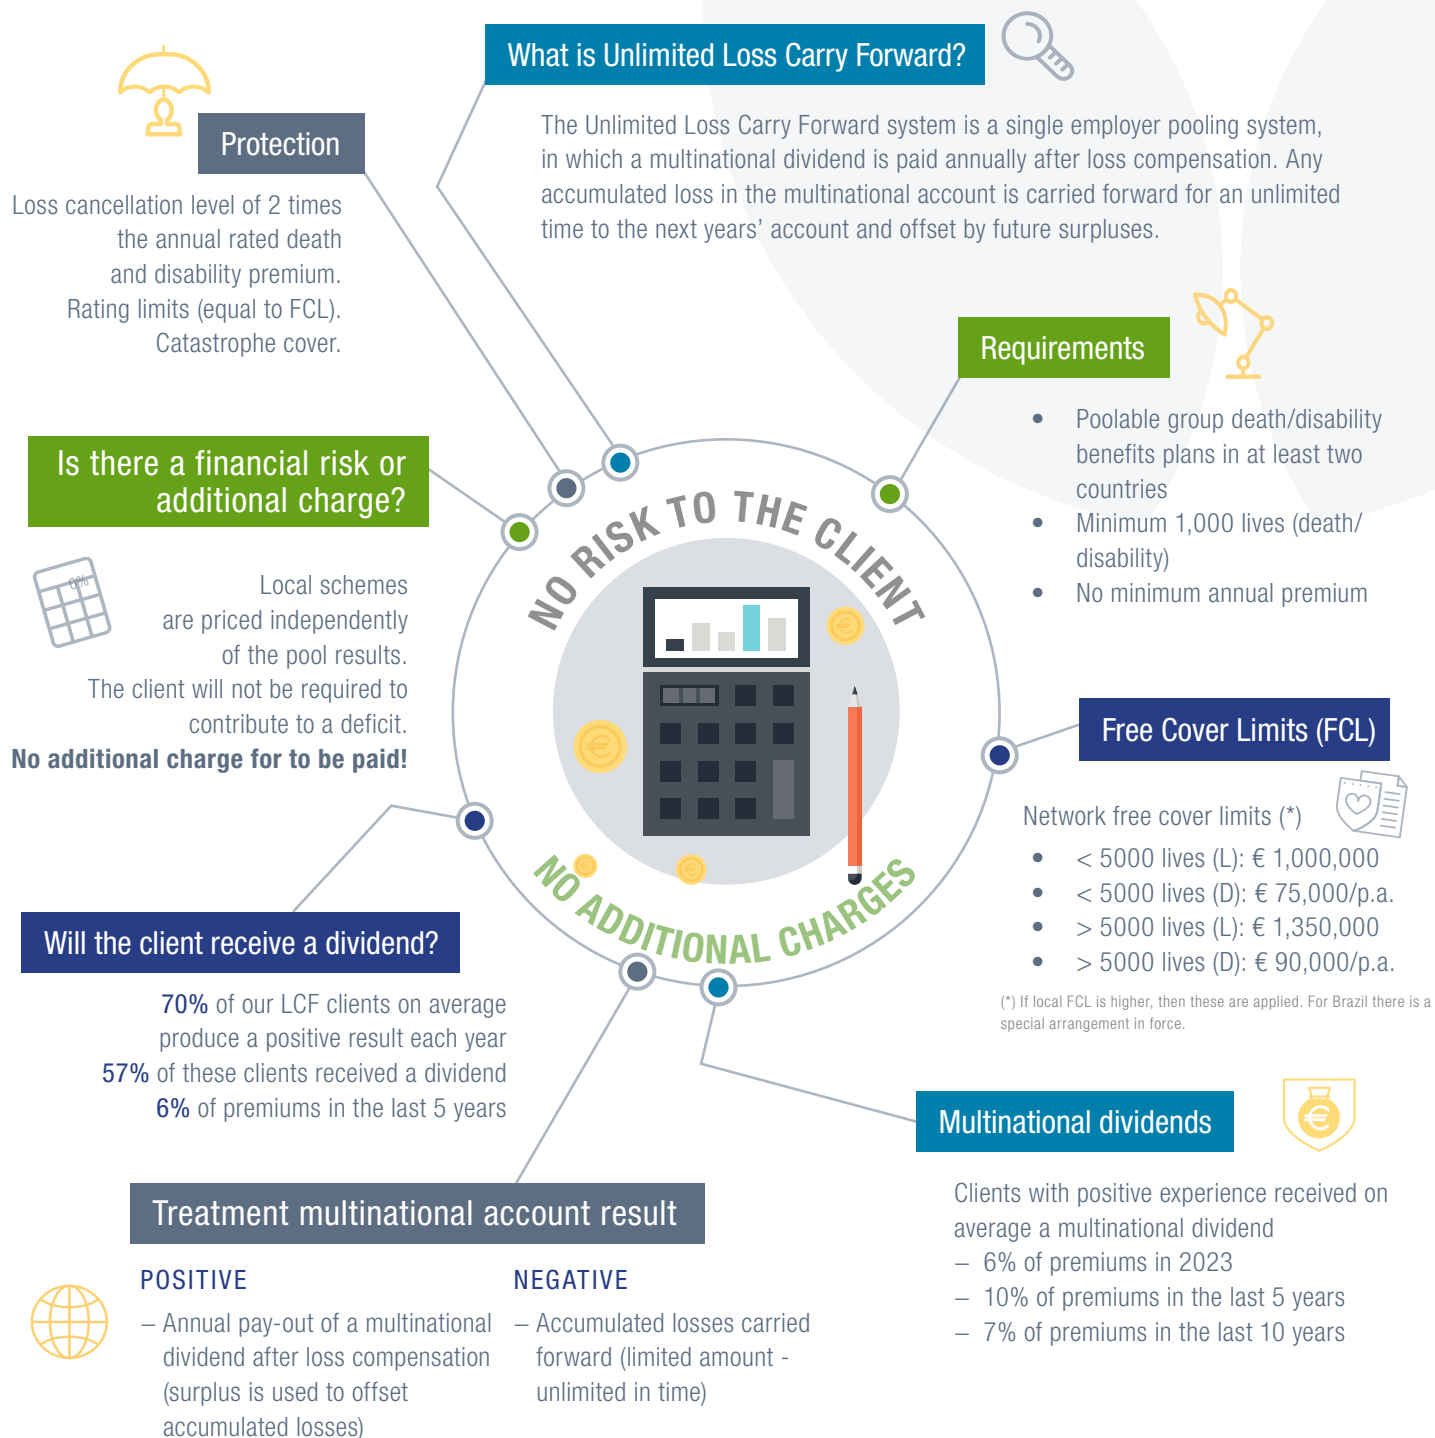 What is Unlimited Loss Carry Forward?
The Unlimited Loss Carry Forward system is a single employer pooling system,
in which a multinational dividend is paid annually after loss compensation. Any
accumulated loss in the multinational account is carried forward for an unlimited
time to the next years’ account and offset by future surpluses.
Protection
Loss cancellation level of 2 times
the annual rated death
and disability premium.
Rating limits (equal to FCL).
Catastrophe cover.
Requirements
• Poolable group death/disability
benefits plans in at least two
countries
• Minimum 1,000 lives (death/
disability)
• No minimum annual premium
Is there a financial risk or
additional charge?
0%
Local schemes
are priced independently
of the pool results.
The client will not be required to
contribute to a deficit.
No additional charge for to be paid!
NO RISK TO THE CLIENT
€
€
€
€
NO ADDITIONAL CHARGES
Free Cover Limits (FCL)
Network free cover limits (*)
• < 5000 lives (L): € 1,000,000
• < 5000 lives (D): € 75,000/p.a.
• > 5000 lives (L): € 1,350,000
• > 5000 lives (D): € 90,000/p.a.
(*) If local FCL is higher, then these are applied. For Brazil there is a
special arrangement in force.
Will the client receive a dividend?
70% of our LCF clients on average
produce a positive result each year
57% of these clients received a dividend
6% of premiums in the last 5 years
Multinational dividends
€
Clients with positive experience received on
average a multinational dividend
– 6% of premiums in 2023
– 10% of premiums in the last 5 years
– 7% of premiums in the last 10 years
Treatment multinational account result
POSITIVE
– Annual pay-out of a multinational
dividend after loss compensation
(surplus is used to offset
accumulated losses)
NEGATIVE
– Accumulated losses carried
forward (limited amount -
unlimited in time)